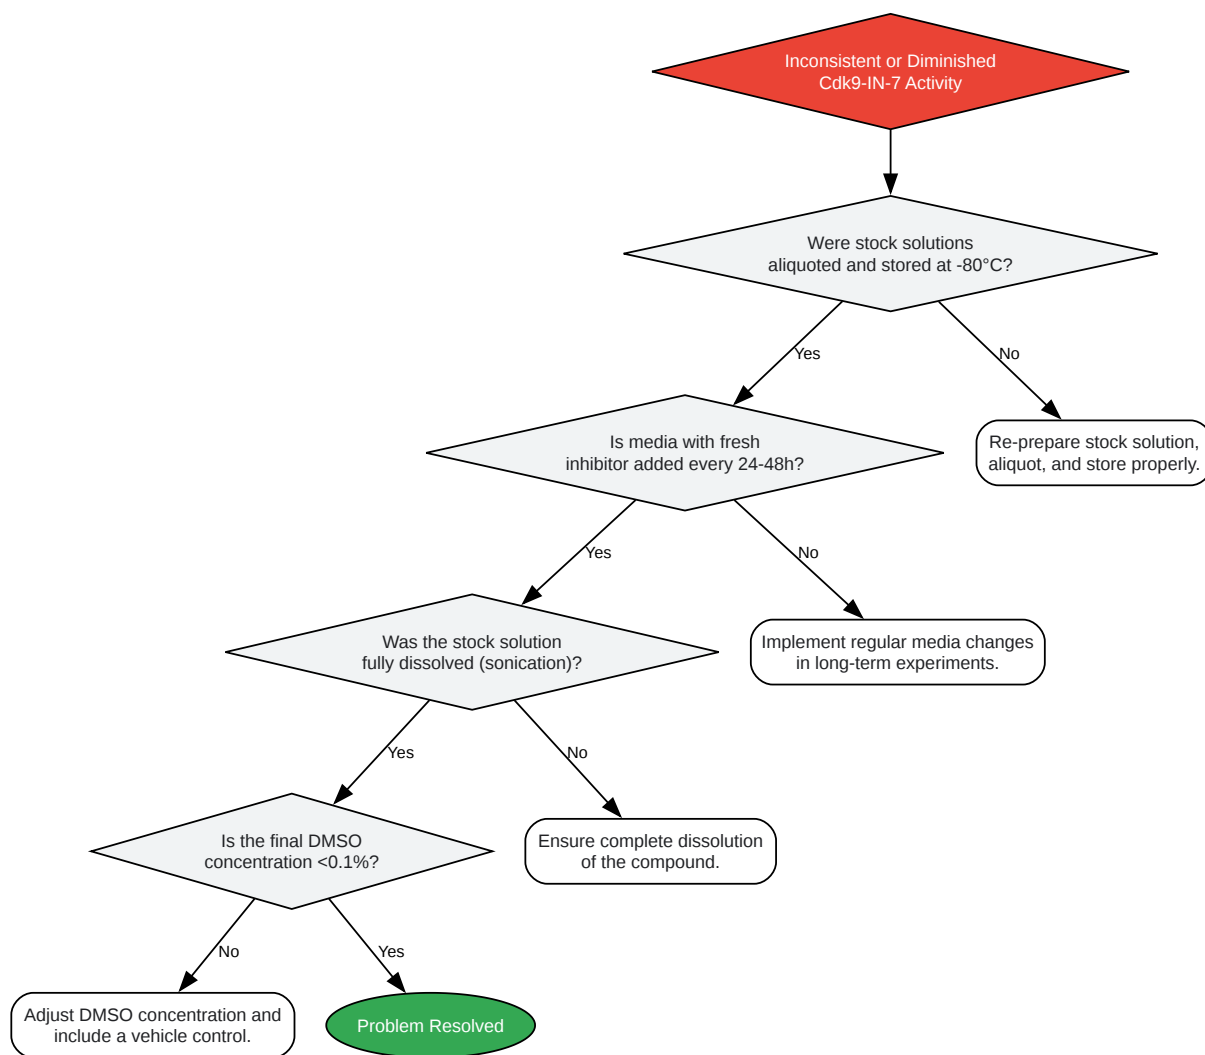 Inconsistent or Diminished
Cdk9-IN-7 Activity
Were stock solutions
aliquoted and stored at -80°C?
Yes
No
Is media with fresh
inhibitor added every 24-48h?
Re-prepare stock solution,
aliquot, and store properly.
Yes
No
Was the stock solution
fully dissolved (sonication)?
Implement regular media changes
in long-term experiments.
Yes
No
Is the final DMSO
concentration <0.1%?
Ensure complete dissolution
of the compound.
No
Yes
Adjust DMSO concentration and
include a vehicle control.
Problem Resolved